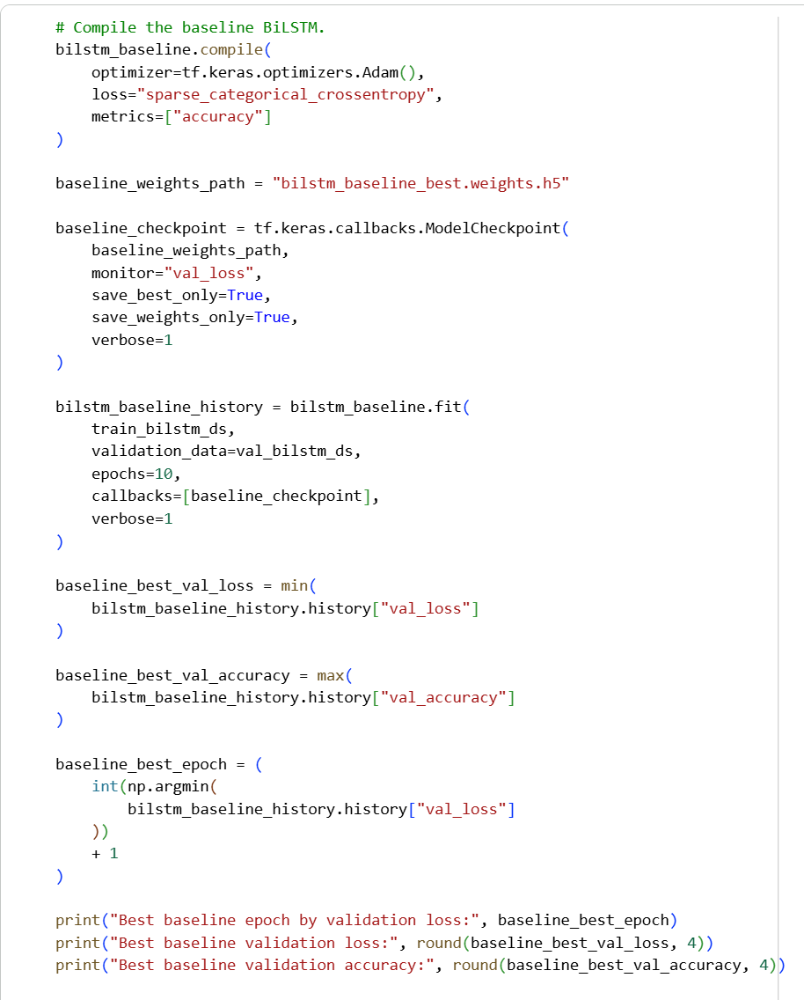 # Compile the baseline BiLSTM.
bilstm_baseline.compile(
    optimizer=tf.keras.optimizers.Adam(),
    loss="sparse_categorical_crossentropy",
    metrics=["accuracy"]
)
baseline_weights_path = "bilstm_baseline_best.weights.h5"
baseline_checkpoint = tf.keras.callbacks.ModelCheckpoint(
    baseline_weights_path,
    monitor="val_loss",
    save_best_only=True,
    save_weights_only=True,
    verbose=1
)
bilstm_baseline_history = bilstm_baseline.fit(
    train_bilstm_ds,
    validation_data=val_bilstm_ds,
    epochs=10,
    callbacks=[baseline_checkpoint],
    verbose=1
)
baseline_best_val_loss = min(
    bilstm_baseline_history.history["val_loss"]
)
baseline_best_val_accuracy = max(
    bilstm_baseline_history.history["val_accuracy"]
)
baseline_best_epoch = (
    int(np.argmin(
        bilstm_baseline_history.history["val_loss"]
    ))
    + 1
)
print("Best baseline epoch by validation loss:", baseline_best_epoch)
print("Best baseline validation loss:", round(baseline_best_val_loss, 4))
print("Best baseline validation accuracy:", round(baseline_best_val_accuracy, 4))